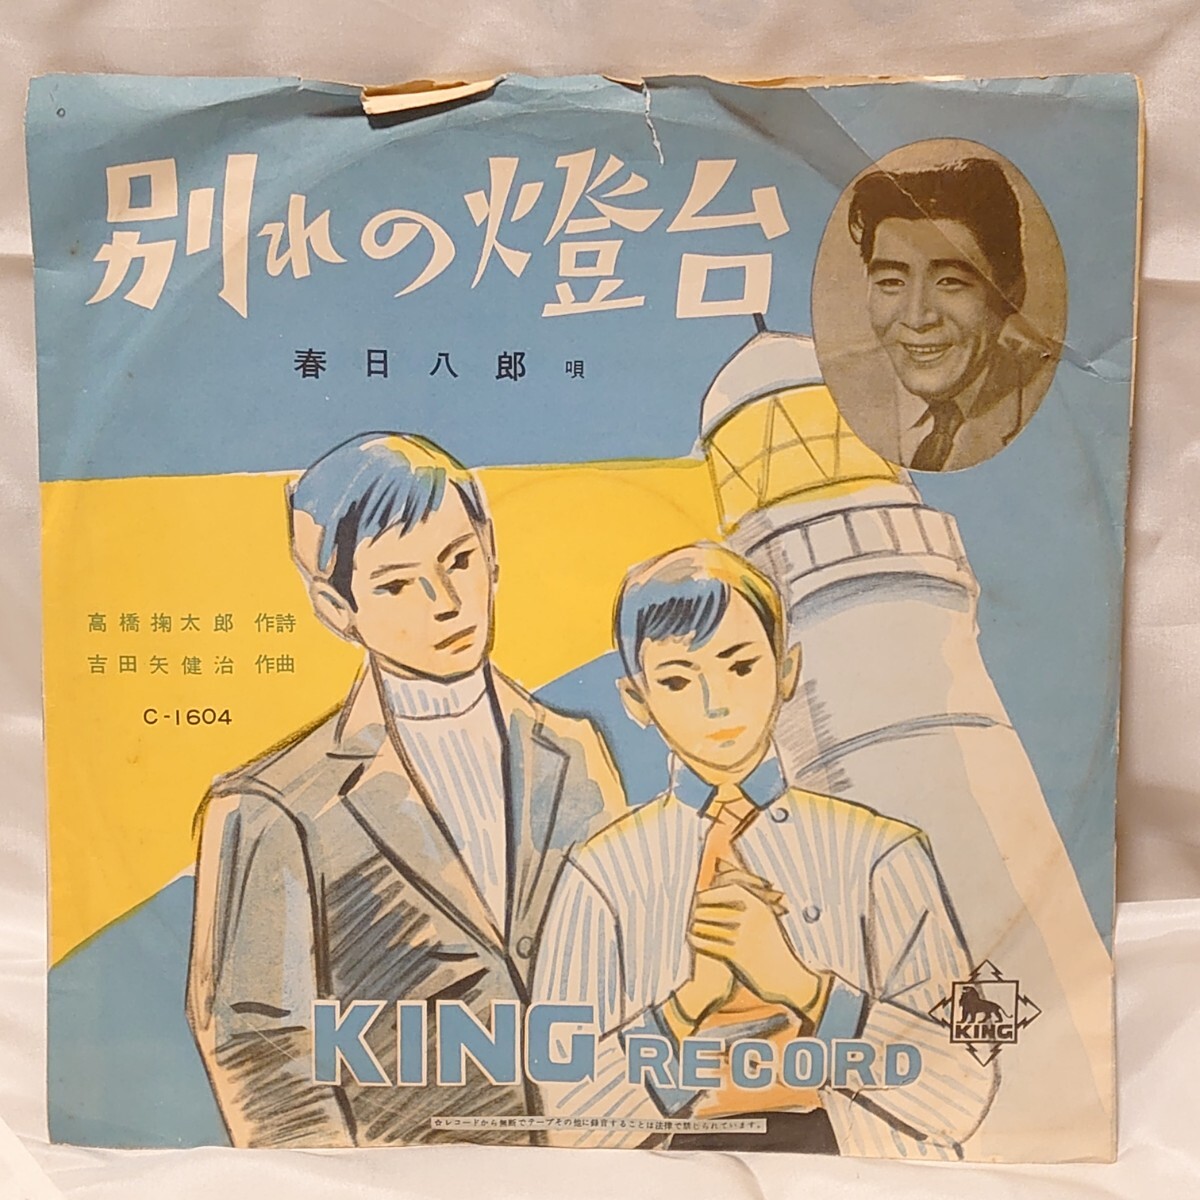 別れの燈台
春日八郎 唄
高橋掬太郎 作詩
吉田矢健治 作曲
C-1604
KING RECORD
KING
☆レコードから無断でテープその他に録音することは法律で禁じられています。